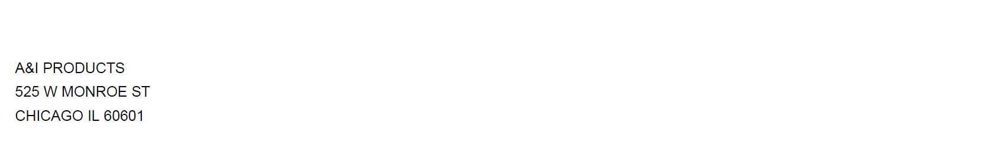 A&I PRODUCTS
525 W MONROE ST
CHICAGO IL 60601